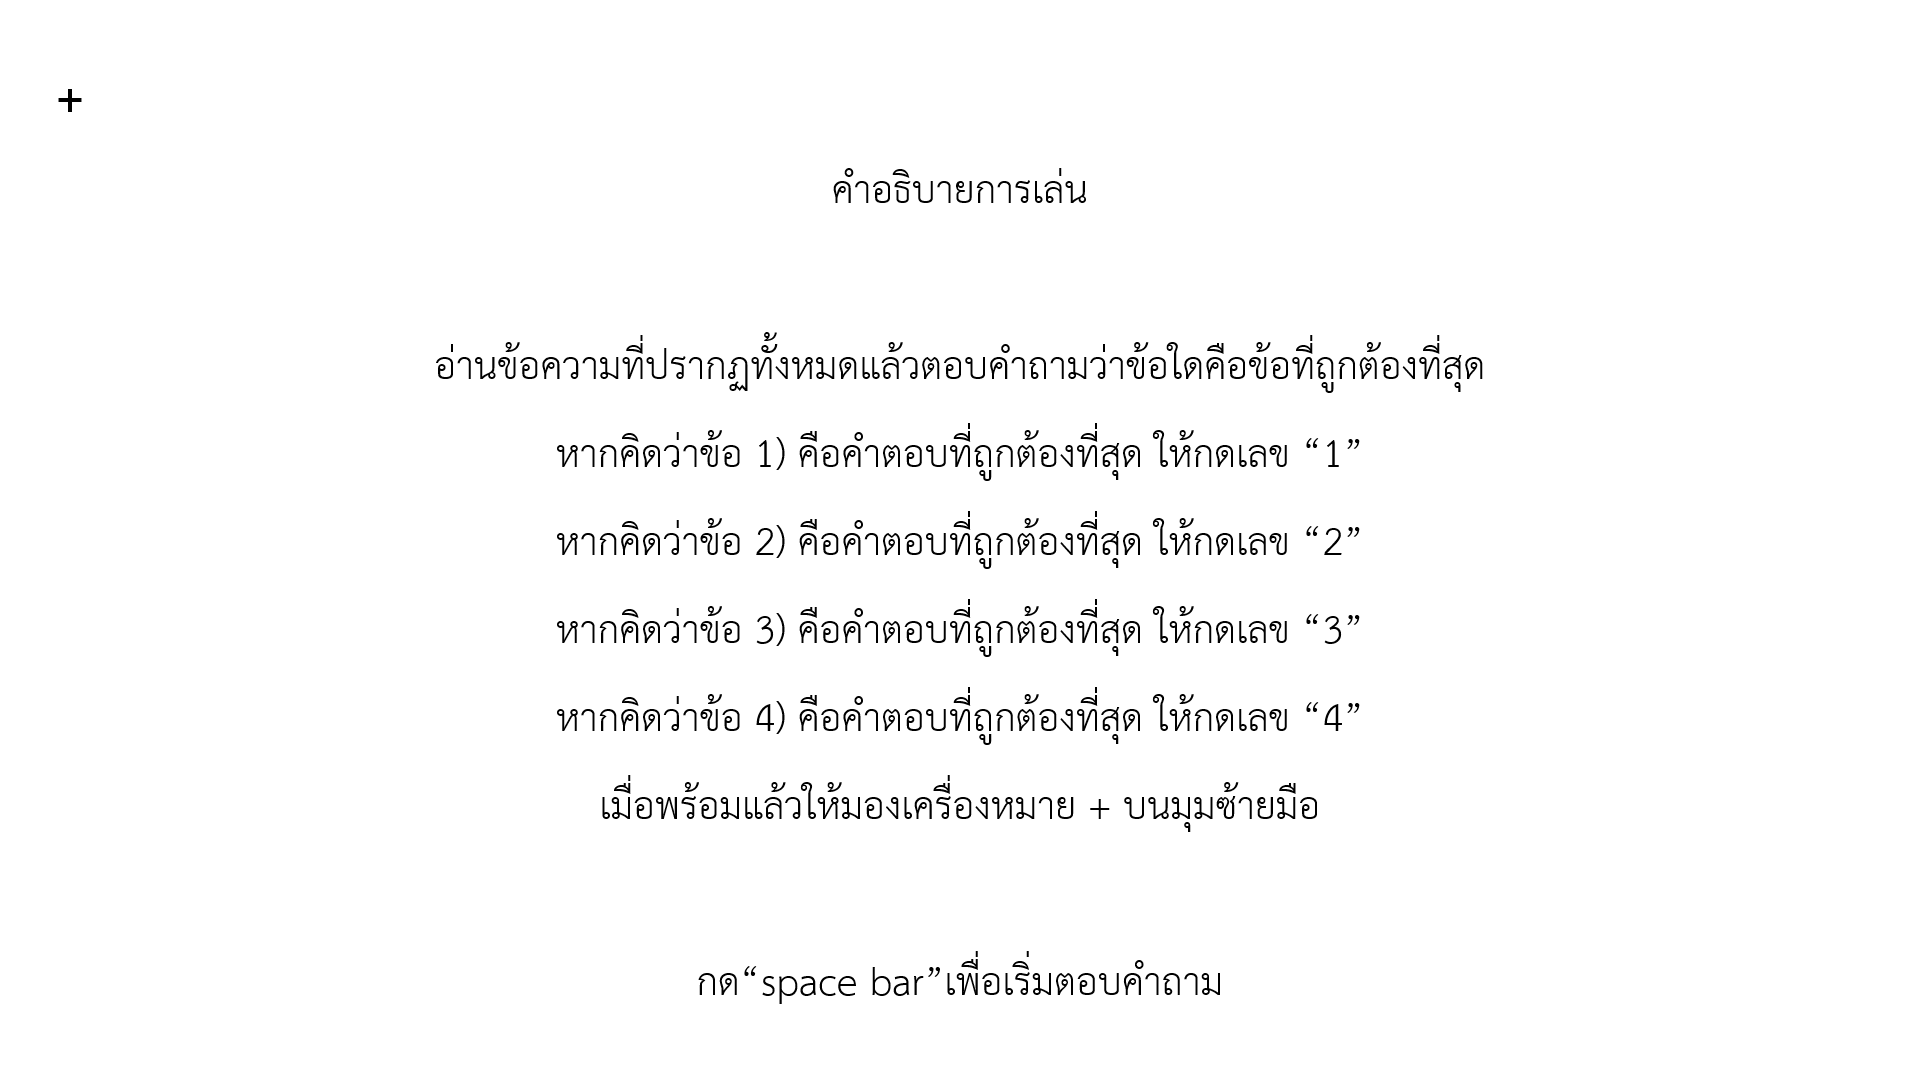 +
คำอธิบายการเล่น
อ่านข้อความที่ปรากฏทั้งหมดแล้วตอบคำถามว่าข้อใดคือข้อที่ถูกต้องที่สุด
หากคิดว่าข้อ 1) คือคำตอบที่ถูกต้องที่สุด ให้กดเลข “1”
หากคิดว่าข้อ 2) คือคำตอบที่ถูกต้องที่สุด ให้กดเลข “2”
หากคิดว่าข้อ 3) คือคำตอบที่ถูกต้องที่สุด ให้กดเลข “3”
หากคิดว่าข้อ 4) คือคำตอบที่ถูกต้องที่สุด ให้กดเลข “4”
เมื่อพร้อมแล้วให้มองเครื่องหมาย + บนมุมซ้ายมือ
กด“space bar”เพื่อเริ่มตอบคำถาม